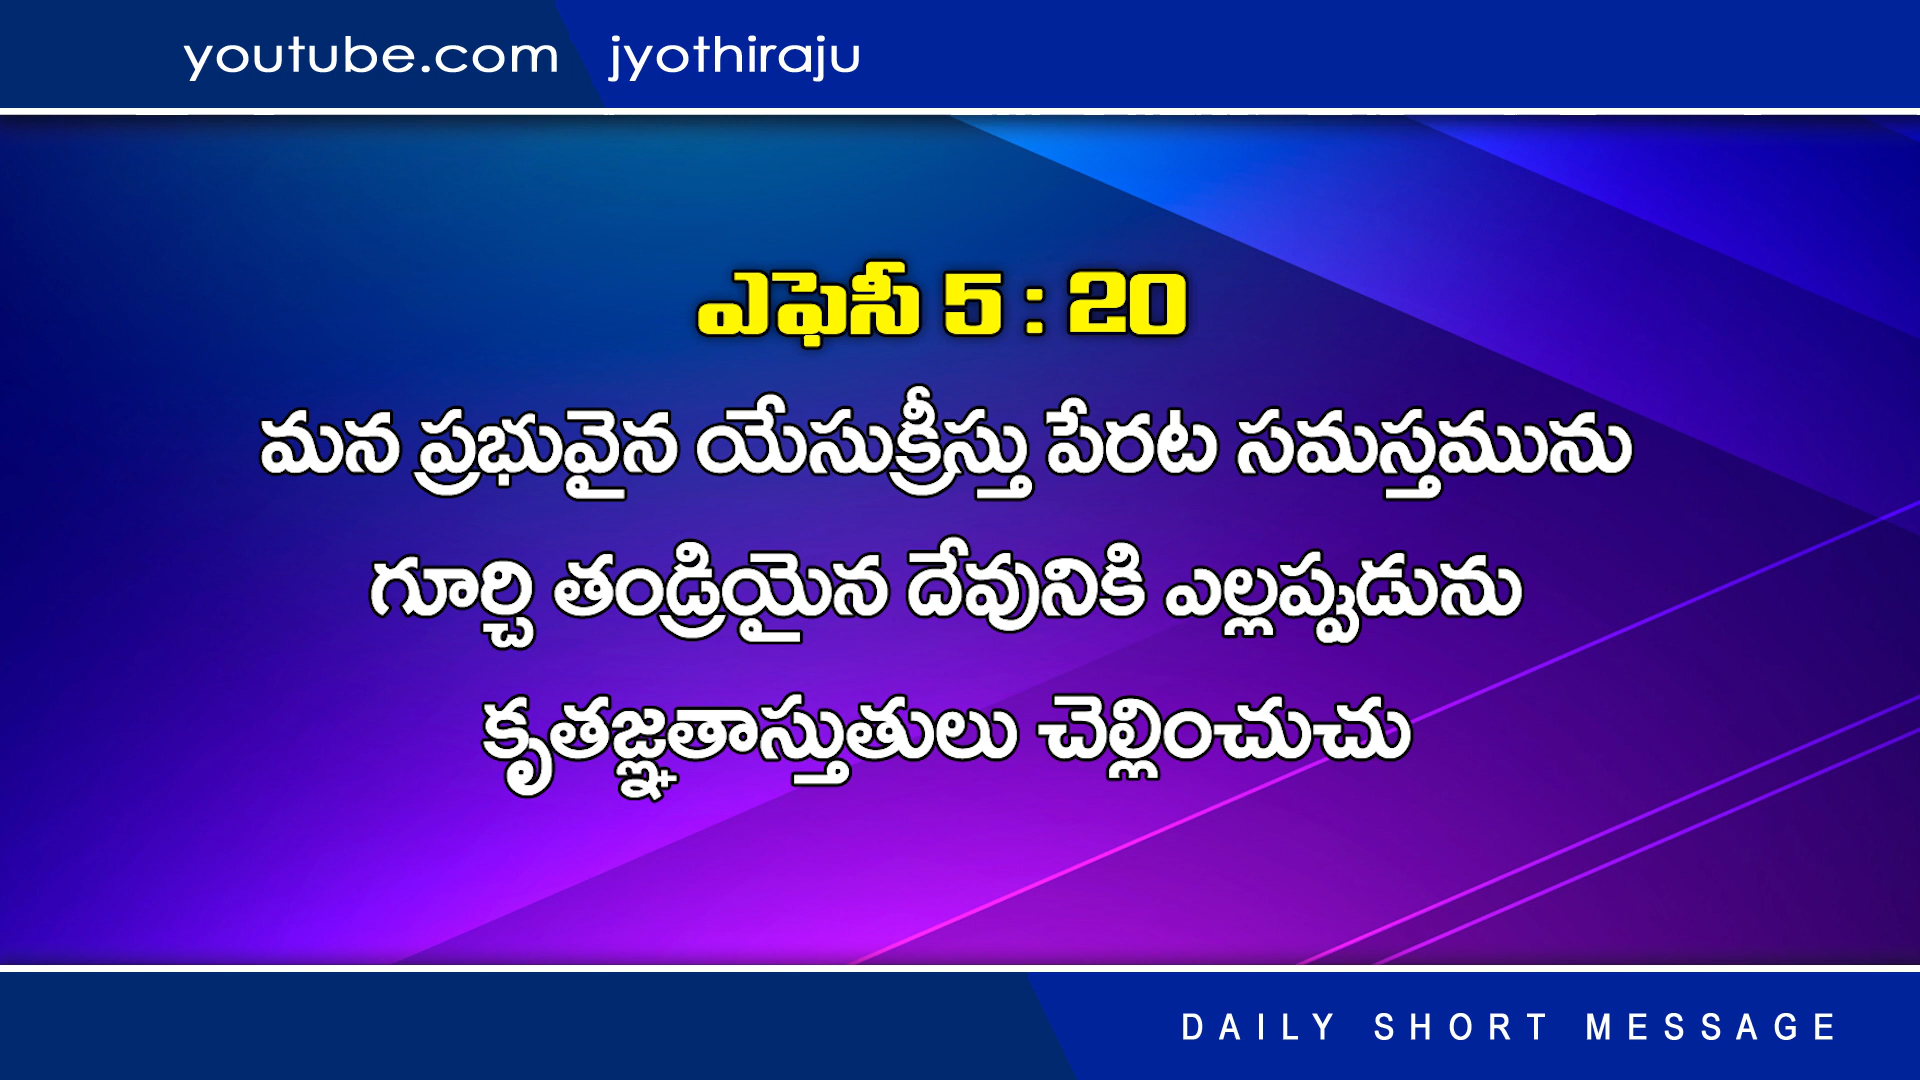 youtube.com jyothiraju
ఎఫెసీ 5 : 20
మన ప్రభువైన యేసుక్రీస్తు పేరట సమస్తమును
గూర్చి తండ్రియైన దేవునికి ఎల్లప్పుడును
కృతజ్ఞతాస్తుతులు చెల్లించుచు
DAILY SHORT MESSAGE